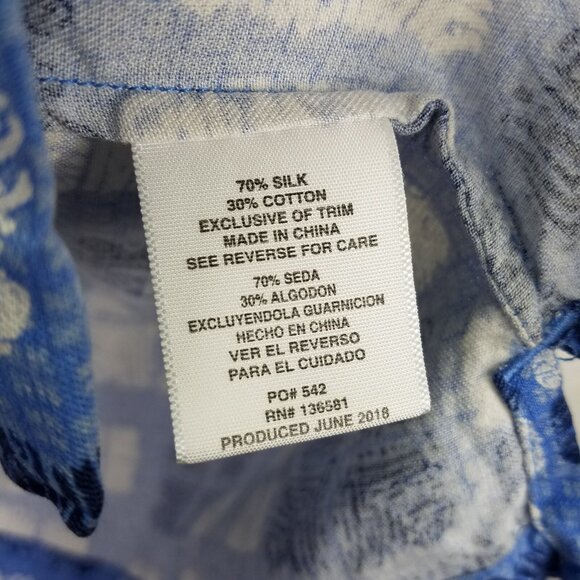 70% SILK
30% COTTON
EXCLUSIVE OF TRIM
MADE IN CHINA
SEE REVERSE FOR CARE
70% SEDA
30% ALGODON
EXCLUYENDOLA GUARNICION
HECHO EN CHINA
VER EL REVERSO
PARA EL CUIDADO
PO# 542
RN# 136581
PRODUCED JUNE 2018